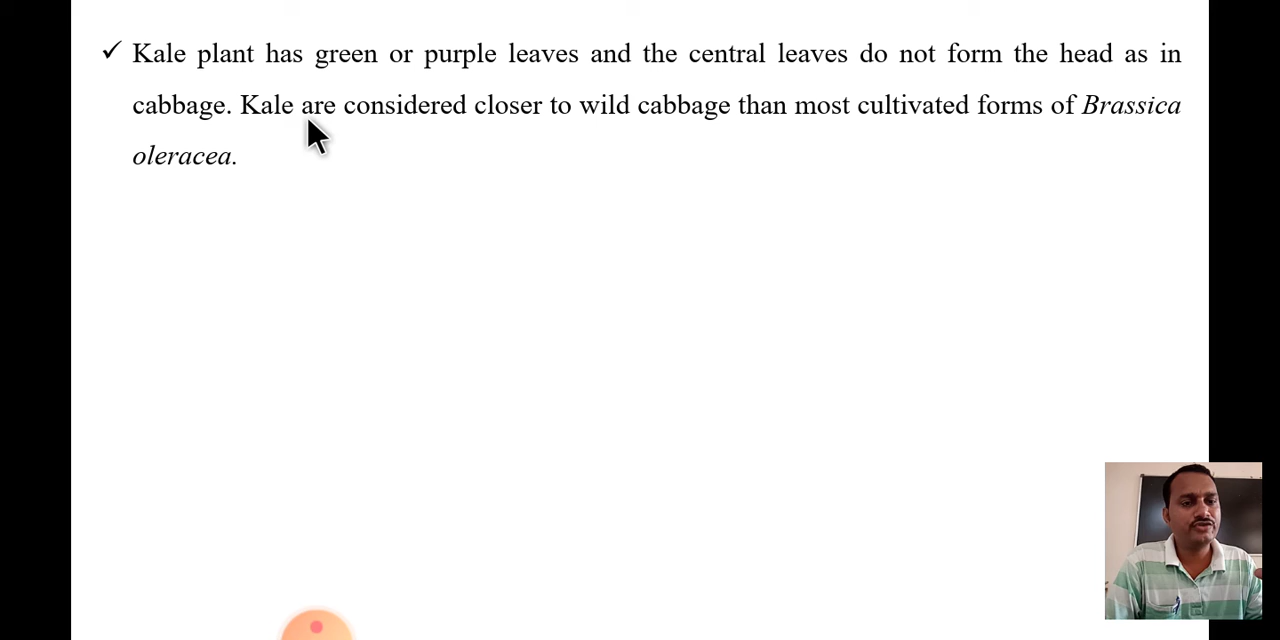 ✓ Kale plant has green or purple leaves and the central leaves do not form the head as in
cabbage. Kale are considered closer to wild cabbage than most cultivated forms of Brassica
oleracea.